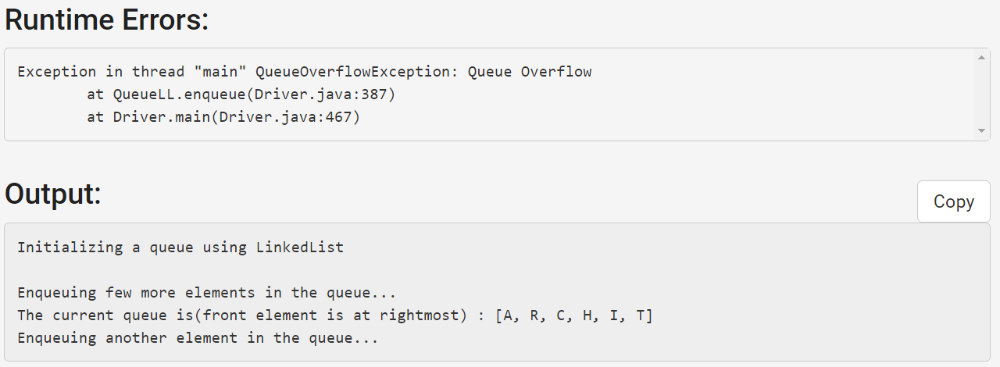 Runtime Errors:
Exception in thread "main" QueueOverflowException: Queue Overflow
at QueueLL.enqueue(Driver.java:387)
at Driver.main(Driver.java:467)
Output:
Copy
Initializing a queue using LinkedList
Enqueuing few more elements in the queue...
The current queue is(front element is at rightmost) : [A, R, C, H, I, T]
Enqueuing another element in the queue...